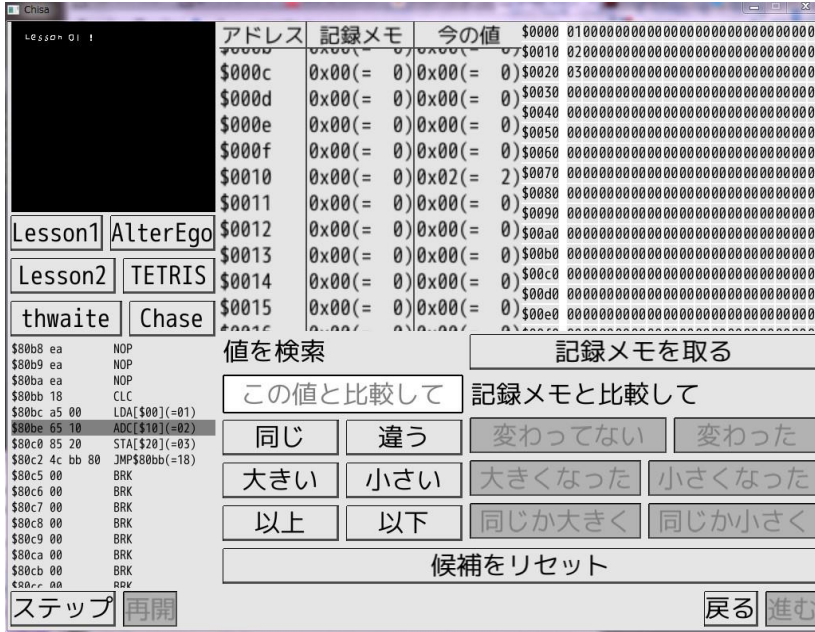 Chisa
Lesson 01 !
Lesson1 AlterEgo
Lesson2 TETRIS
thwaite Chase
$80b8 ea NOP
$80b9 ea NOP
$80ba ea NOP
$80bb 18 CLC
$80bc a5 00 LDA[$00](=01)
$80be 65 10 ADC[$10](=02)
$80c0 85 20 STA[$20](=03)
$80c2 4c bb 80 JMP$80bb(=18)
$80c5 00 BRK
$80c6 00 BRK
$80c7 00 BRK
$80c8 00 BRK
$80c9 00 BRK
$80ca 00 BRK
$80cb 00 BRK
$80cc 00 BRK
ステップ 再開
アドレス 記録メモ 今の値
$000b 0x00(= 0) 0x00(= 0)
$000c 0x00(= 0) 0x00(= 0)
$000d 0x00(= 0) 0x00(= 0)
$000e 0x00(= 0) 0x00(= 0)
$000f 0x00(= 0) 0x00(= 0)
$0010 0x00(= 0) 0x02(= 2)
$0011 0x00(= 0) 0x00(= 0)
$0012 0x00(= 0) 0x00(= 0)
$0013 0x00(= 0) 0x00(= 0)
$0014 0x00(= 0) 0x00(= 0)
$0015 0x00(= 0) 0x00(= 0)
$0000 01000000000000000000000000000000
$0010 02000000000000000000000000000000
$0020 03000000000000000000000000000000
$0030 00000000000000000000000000000000
$0040 00000000000000000000000000000000
$0050 00000000000000000000000000000000
$0060 00000000000000000000000000000000
$0070 00000000000000000000000000000000
$0080 00000000000000000000000000000000
$0090 00000000000000000000000000000000
$00a0 00000000000000000000000000000000
$00b0 00000000000000000000000000000000
$00c0 00000000000000000000000000000000
$00d0 00000000000000000000000000000000
$00e0 00000000000000000000000000000000
値を検索 記録メモを取る
この値と比較して 記録メモと比較して
同じ 違う 変わってない 変わった
大きい 小さい 大きくなった 小さくなった
以上 以下 同じか大きく 同じか小さく
候補をリセット
戻る 進む